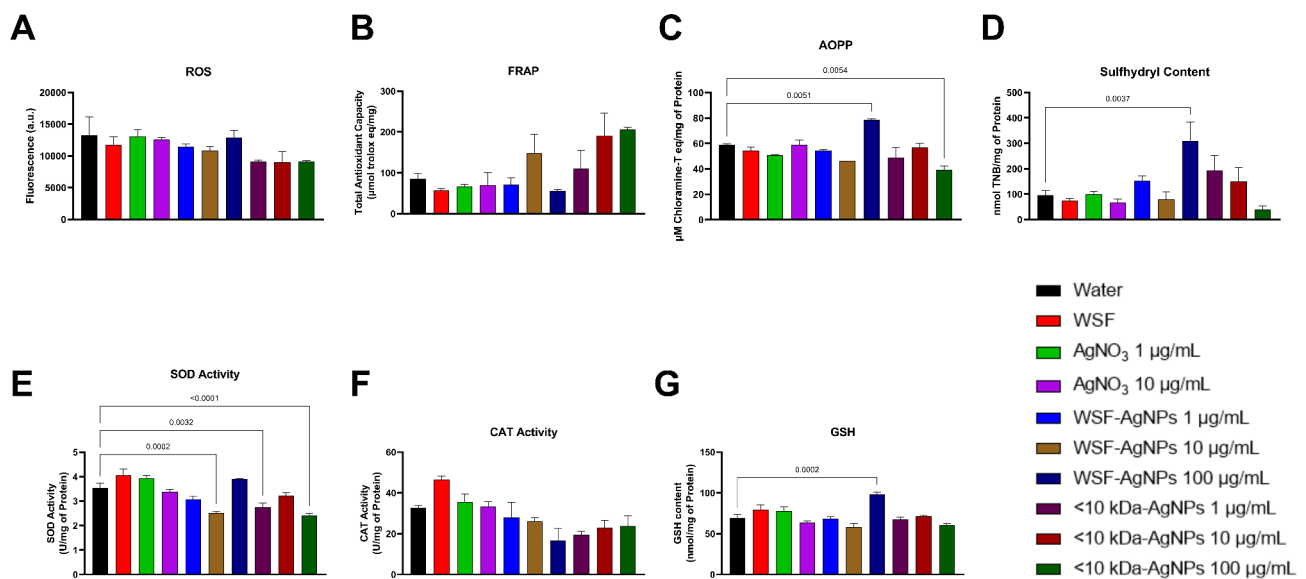 A
ROS
Fluorescence (a.u.)
20000
15000
10000
5000
0
B
FRAP
Total Antioxidant Capacity
(µmol trolox eq/mg)
300
200
100
0
C
AOPP
µM Chloramine-T eq/mg of Protein
0.0054
0.0051
80
60
40
20
0
D
Sulfhydryl Content
nmol TNB/mg of Protein
0.0037
500
400
300
200
100
0
E
SOD Activity
SOD Activity
(U/mg of Protein)
<0.0001
0.0032
0.0002
5
4
3
2
1
0
F
CAT Activity
CAT Activity
(U/mg of Protein)
60
40
20
0
G
GSH
GSH content
(nmol/mg of Protein)
0.0002
150
100
50
0
Water
WSF
AgNO₃ 1 µg/mL
AgNO₃ 10 µg/mL
WSF-AgNPs 1 µg/mL
WSF-AgNPs 10 µg/mL
WSF-AgNPs 100 µg/mL
<10 kDa-AgNPs 1 µg/mL
<10 kDa-AgNPs 10 µg/mL
<10 kDa-AgNPs 100 µg/mL